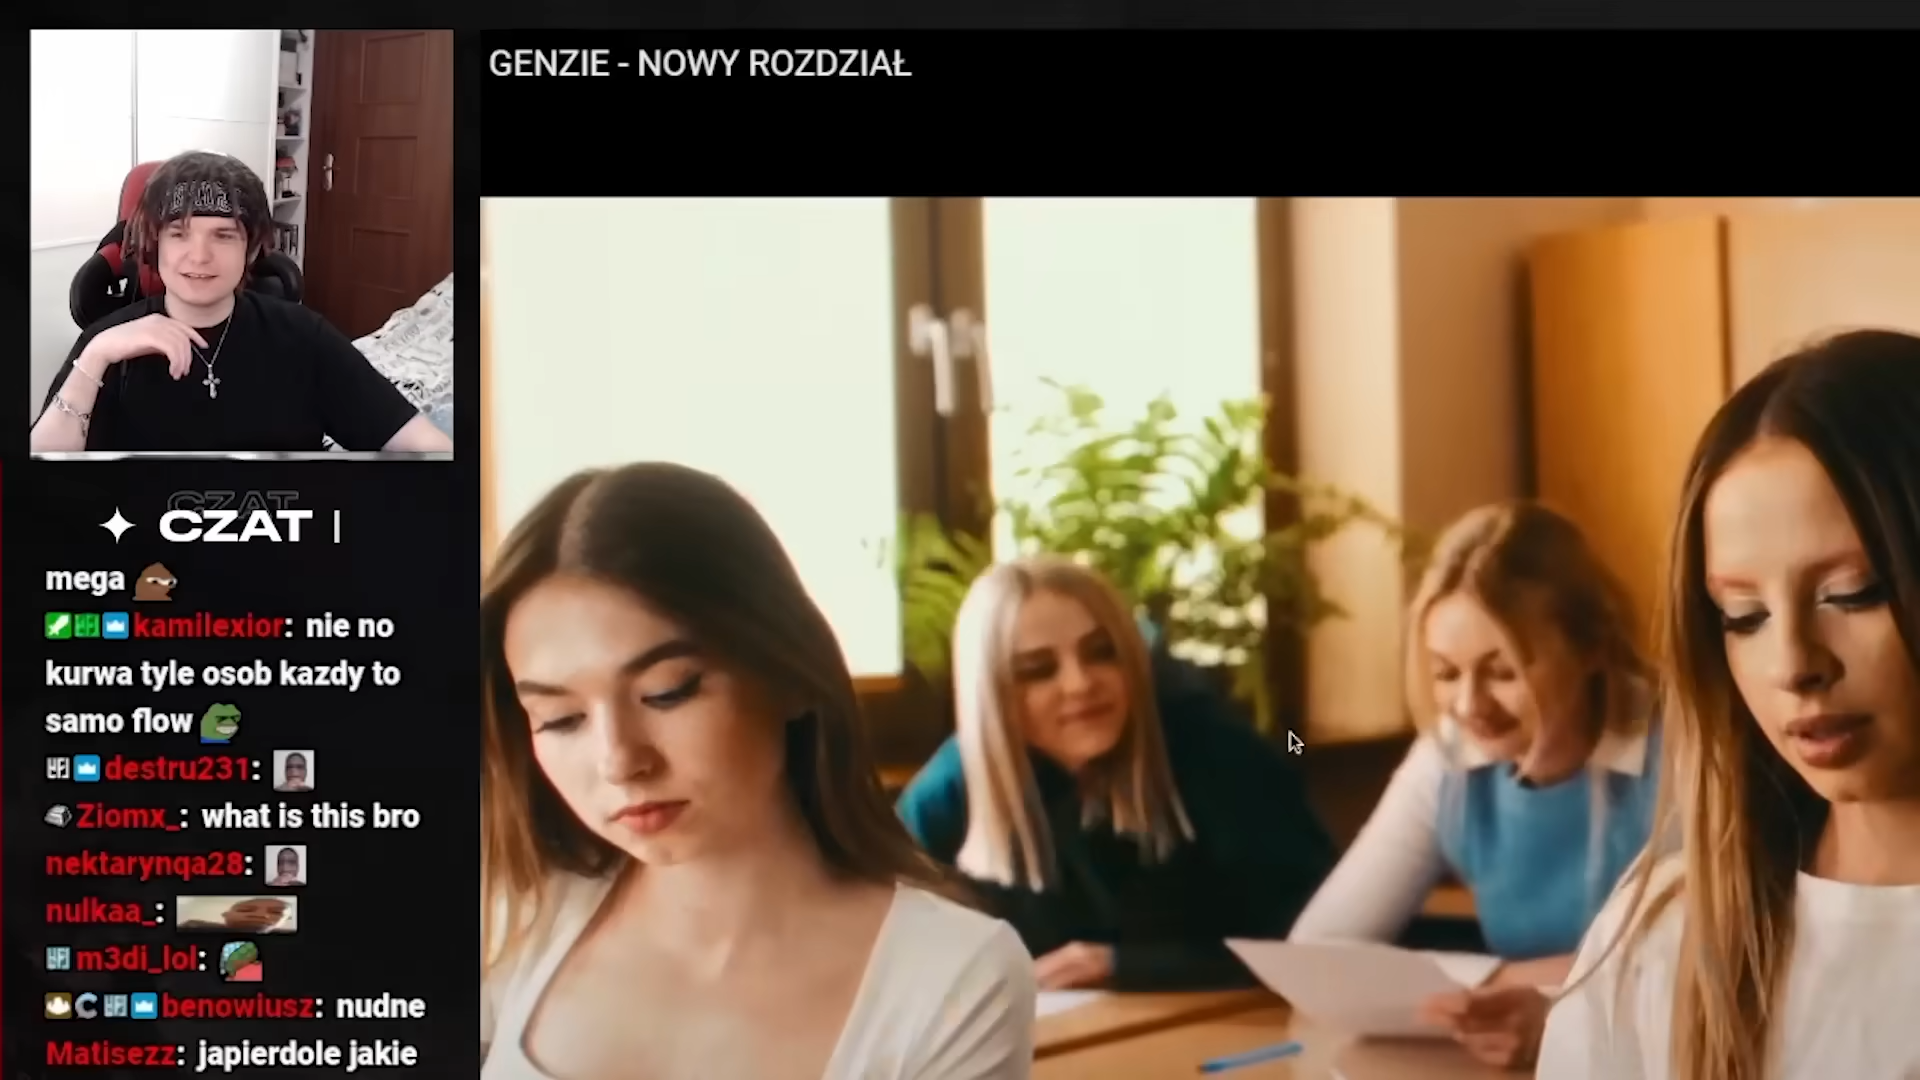 GENZIE - NOWY ROZDZIAŁ
CZAT
CZAT |
mega
kamilexior: nie no
kurwa tyle osob kazdy to
samo flow
destru231:
Ziomx_: what is this bro
nektarynqa28:
nulkaa_:
m3di_lol:
benowiusz: nudne
Matisezz: japierdole jakie